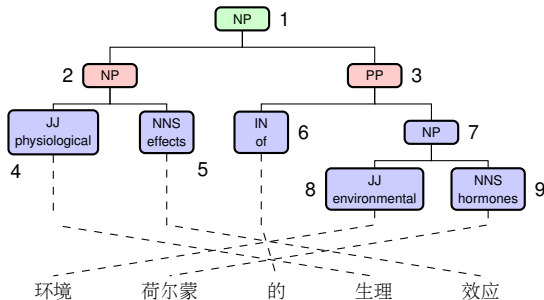 NP 1
2 NP PP 3
JJ NNS IN
physiological effects of 6 NP 7
4 5
8 JJ NNS 9
environmental hormones
环境 荷尔蒙 的 生理 效应